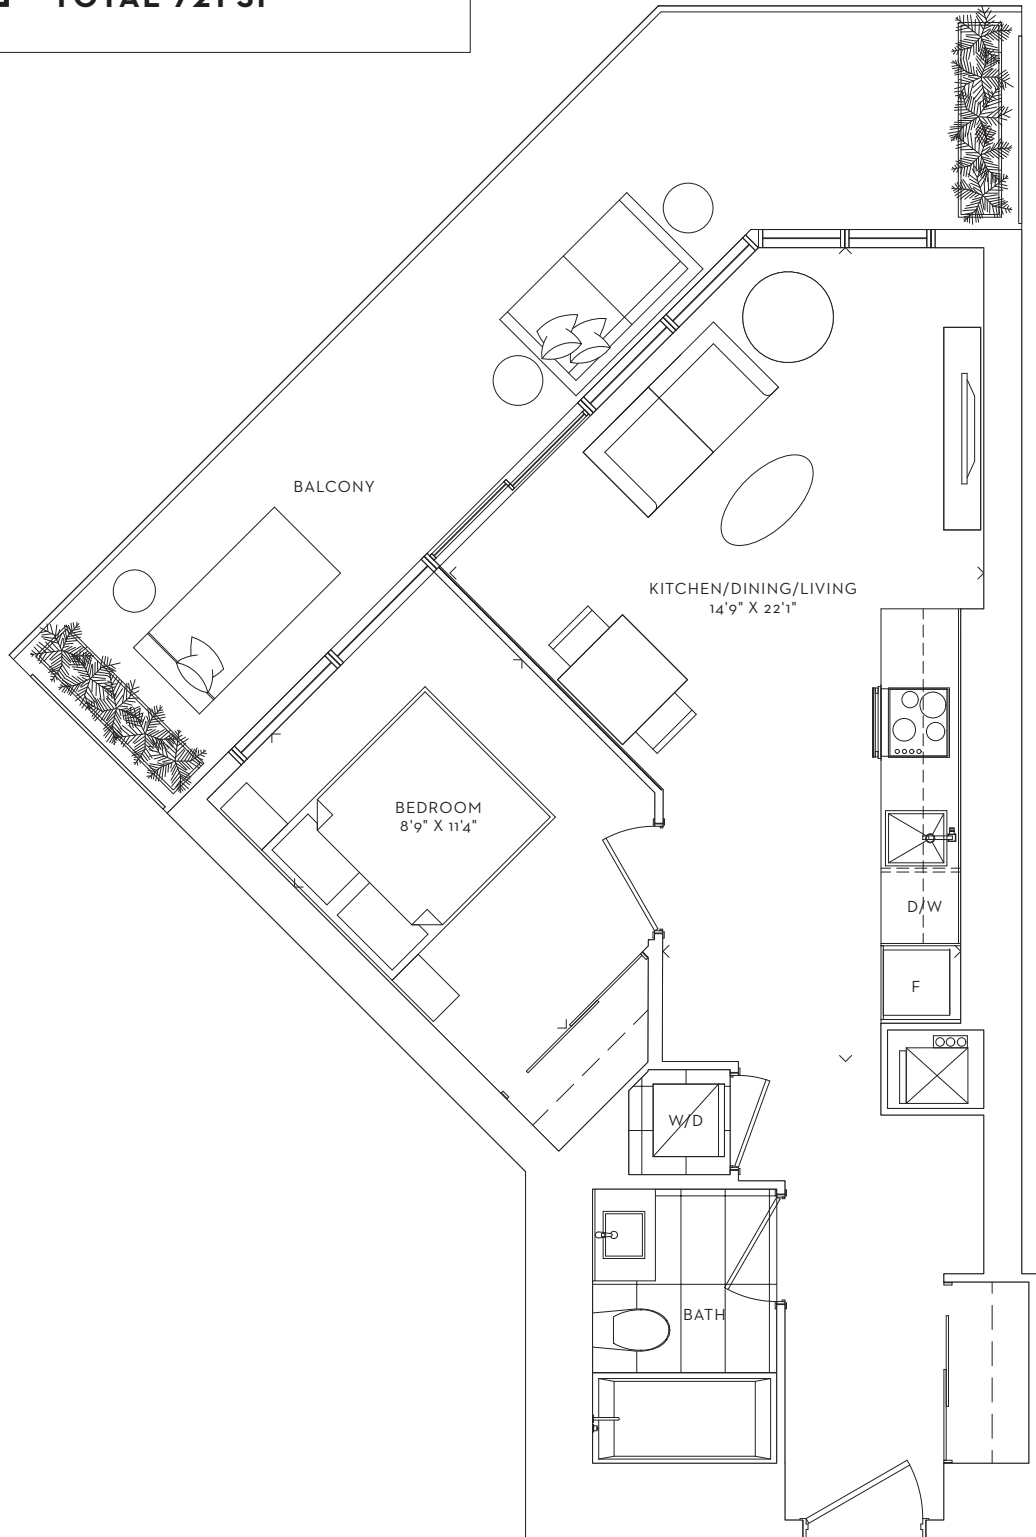 TOTAL 721 SF
BALCONY
KITCHEN/DINING/LIVING
14'9" X 22'1"
BEDROOM
8'9" X 11'4"
D/W
F
W/D
BATH